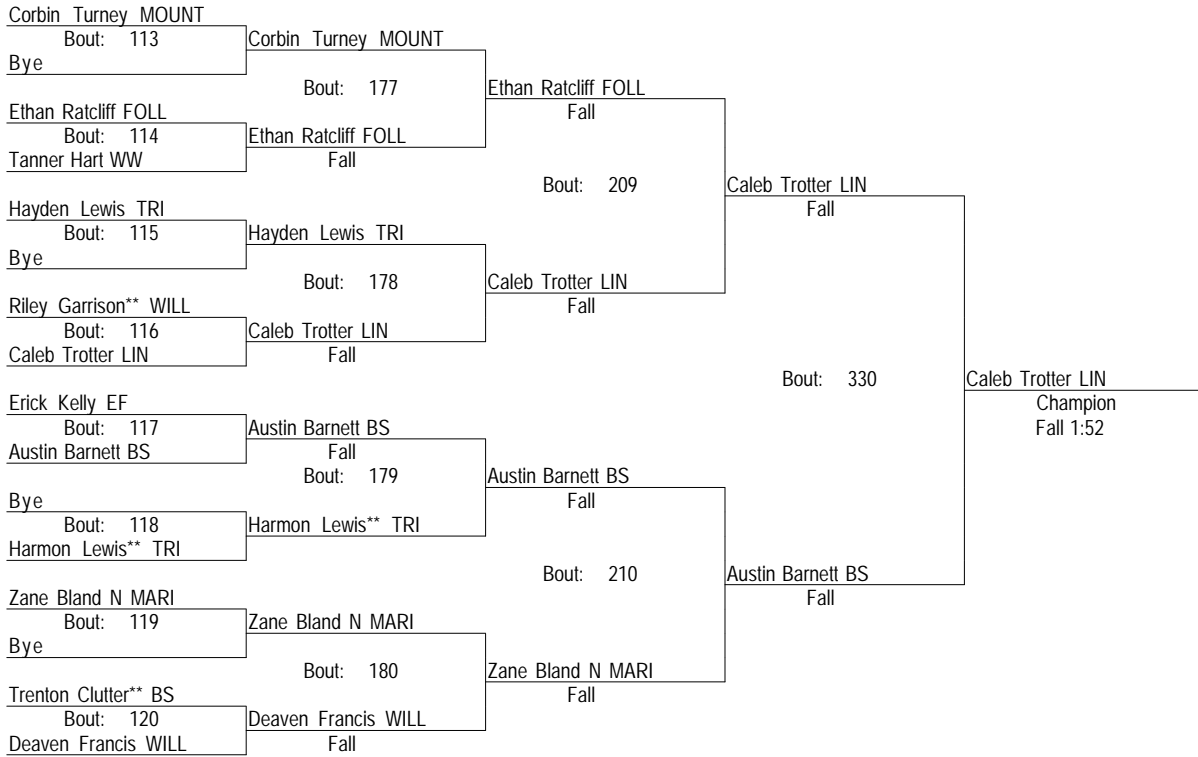 Corbin Turney MOUNT
Bout: 113
Bye
Corbin Turney MOUNT
Bout: 177
Ethan Ratcliff FOLL
Bout: 114
Tanner Hart WW
Ethan Ratcliff FOLL
Fall
Ethan Ratcliff FOLL
Fall
Bout: 209
Hayden Lewis TRI
Bout: 115
Bye
Hayden Lewis TRI
Bout: 178
Riley Garrison** WILL
Bout: 116
Caleb Trotter LIN
Caleb Trotter LIN
Fall
Caleb Trotter LIN
Fall
Caleb Trotter LIN
Fall
Bout: 330
Erick Kelly EF
Bout: 117
Austin Barnett BS
Austin Barnett BS
Fall
Bout: 179
Bye
Bout: 118
Harmon Lewis** TRI
Harmon Lewis** TRI
Austin Barnett BS
Fall
Bout: 210
Zane Bland N MARI
Bout: 119
Bye
Zane Bland N MARI
Bout: 180
Trenton Clutter** BS
Bout: 120
Deaven Francis WILL
Deaven Francis WILL
Fall
Zane Bland N MARI
Fall
Austin Barnett BS
Fall
Caleb Trotter LIN
Champion
Fall 1:52